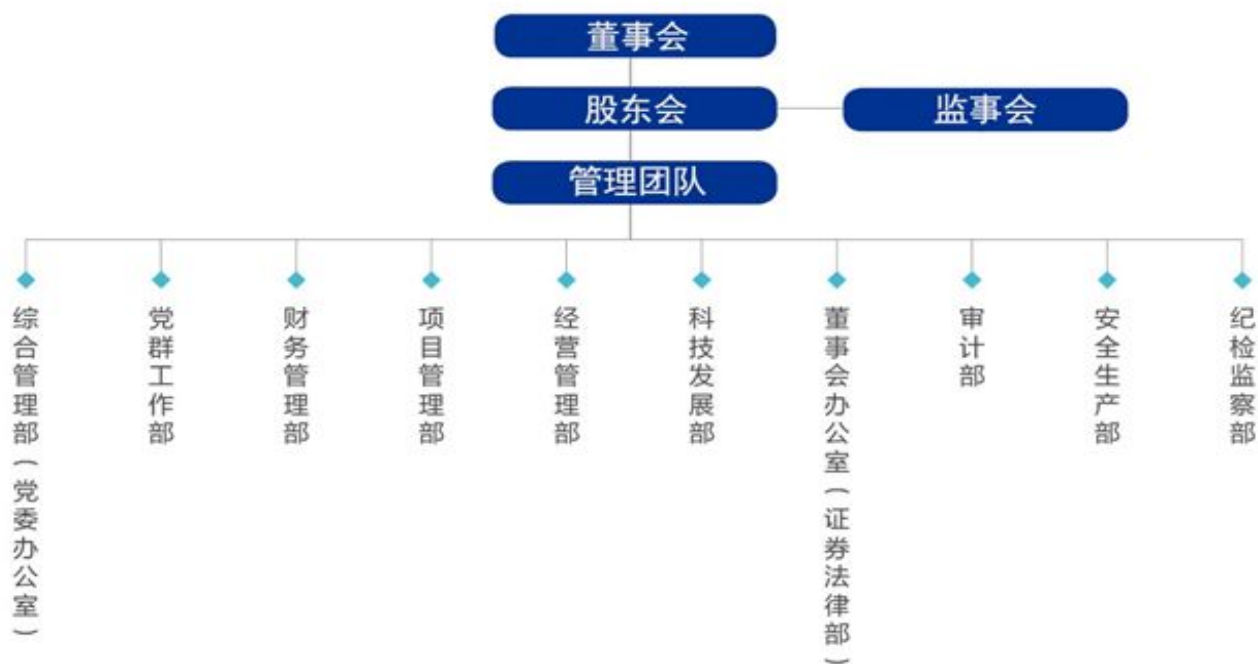 董事会
股东会
监事会
管理团队
综合管理部（党委办公室）
党群工作部
财务管理部
项目管理部
经营管理部
科技发展部
董事会办公室（证券法律部）
审计部
安全生产部
纪检监察部